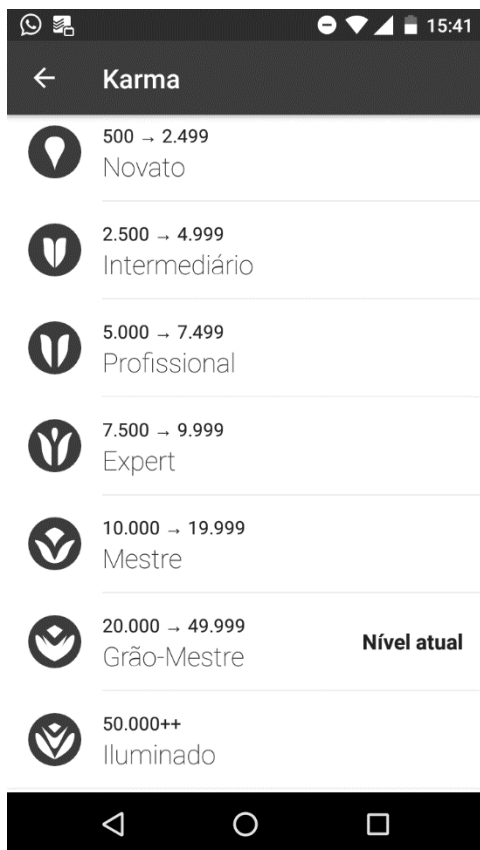 15:41
Karma
500 → 2.499
Novato
2.500 → 4.999
Intermediário
5.000 → 7.499
Profissional
7.500 → 9.999
Expert
10.000 → 19.999
Mestre
20.000 → 49.999
Grão-Mestre
Nível atual
50.000++
Iluminado